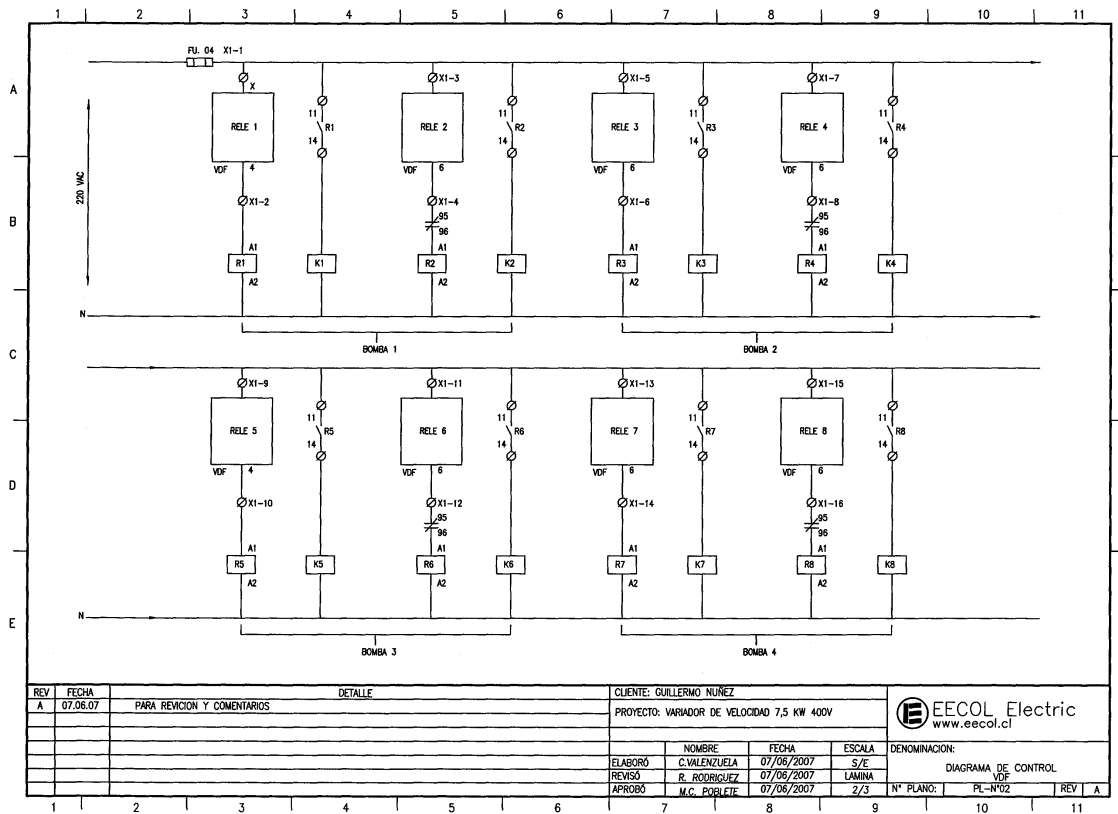 1 2 3 4 5 6 7 8 9 10 11
FU. 04 X1-1
A
X X1-3 X1-5 X1-7
RELE 1 11 R1 14 RELE 2 11 R2 14 RELE 3 11 R3 14 RELE 4 11 R4 14
VDF 4 VDF 6 VDF 6 VDF 6
220 VAC
B
X1-2 X1-4 X1-6 X1-8
95 95
96 96
A1 A1 A1 A1
R1 K1 R2 K2 R3 K3 R4 K4
A2 A2 A2 A2
N
BOMBA 1 BOMBA 2
C
X1-9 X1-11 X1-13 X1-15
RELE 5 11 R5 14 RELE 6 11 R6 14 RELE 7 11 R7 14 RELE 8 11 R8 14
VDF 4 VDF 6 VDF 6 VDF 6
D
X1-10 X1-12 X1-14 X1-16
95 95
96 96
A1 A1 A1 A1
R5 K5 R6 K6 R7 K7 R8 K8
A2 A2 A2 A2
N
E
BOMBA 3 BOMBA 4
REV FECHA DETALLE
A 07.06.07 PARA REVICION Y COMENTARIOS
CLIENTE: GUILLERMO NUÑEZ
PROYECTO: VARIADOR DE VELOCIDAD 7,5 KW 400V
E EECOL Electric
www.eecol.cl
NOMBRE FECHA ESCALA
ELABORÓ C.VALENZUELA 07/06/2007 S/E
REVISÓ R. RODRIGUEZ 07/06/2007 LAMINA
APROBÓ M.C. POBLETE 07/06/2007 2/3
DENOMINACION:
DIAGRAMA DE CONTROL
VDF
N° PLANO: PL-N°02 REV A
1 2 3 4 5 6 7 8 9 10 11